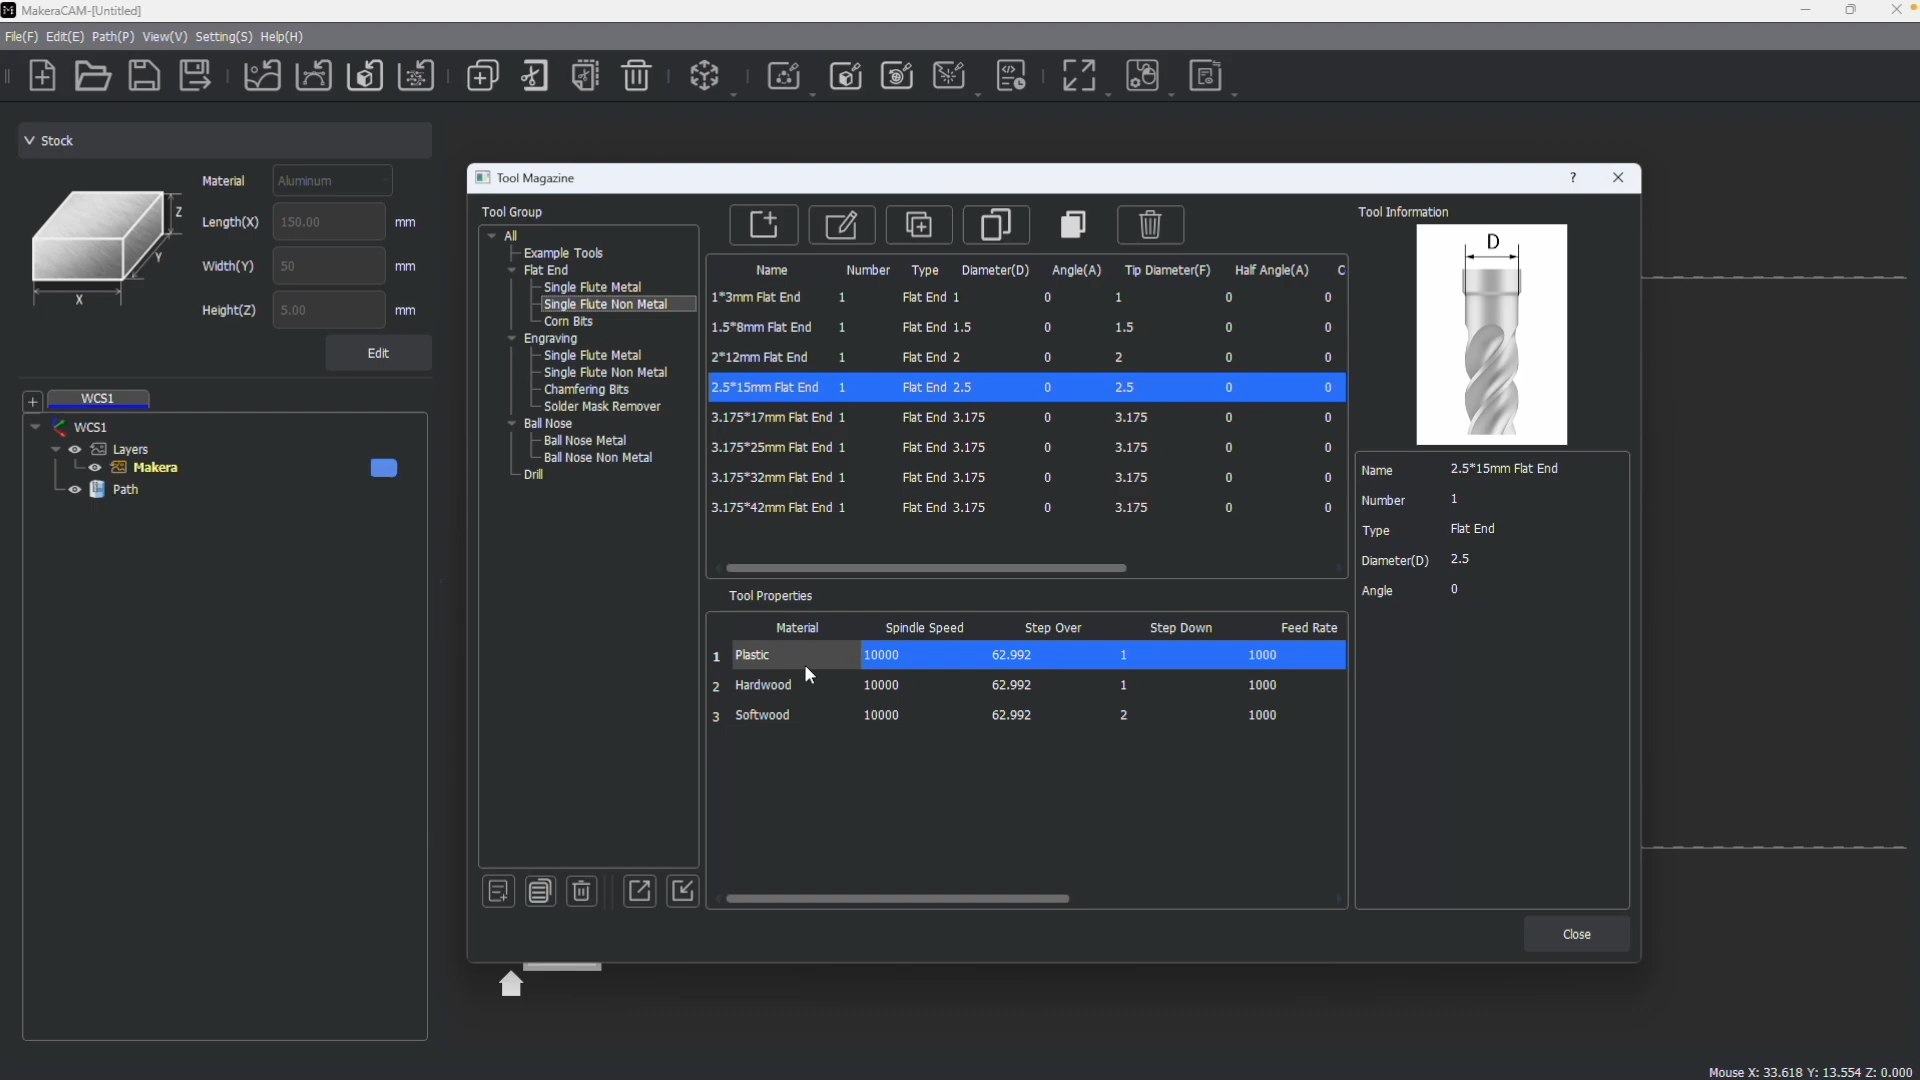 MakeraCAM-[Untitled]
File(F) Edit(E) Path(P) View(V) Setting(S) Help(H)
Stock
Material Aluminum
Length(X) 150.00 mm
Width(Y) 50 mm
Height(Z) 5.00 mm
Z
Y
X
Edit
+ WCS1
WCS1
Layers
Makera
Path
Tool Magazine ?
Tool Group
All
Example Tools
Flat End
Single Flute Metal
Single Flute Non Metal
Corn Bits
Engraving
Single Flute Metal
Single Flute Non Metal
Chamfering Bits
Solder Mask Remover
Ball Nose
Ball Nose Metal
Ball Nose Non Metal
Drill
Name Number Type Diameter(D) Angle(A) Tip Diameter(F) Half Angle(A) C
1*3mm Flat End 1 Flat End 1 0 1 0 0
1.5*8mm Flat End 1 Flat End 1.5 0 1.5 0 0
2*12mm Flat End 1 Flat End 2 0 2 0 0
2.5*15mm Flat End 1 Flat End 2.5 0 2.5 0 0
3.175*17mm Flat End 1 Flat End 3.175 0 3.175 0 0
3.175*25mm Flat End 1 Flat End 3.175 0 3.175 0 0
3.175*32mm Flat End 1 Flat End 3.175 0 3.175 0 0
3.175*42mm Flat End 1 Flat End 3.175 0 3.175 0 0
Tool Properties
Material Spindle Speed Step Over Step Down Feed Rate
1 Plastic 10000 62.992 1 1000
2 Hardwood 10000 62.992 1 1000
3 Softwood 10000 62.992 2 1000
Tool Information
D
Name 2.5*15mm Flat End
Number 1
Type Flat End
Diameter(D) 2.5
Angle 0
Close
Mouse X: 33.618 Y: 13.554 Z: 0.000